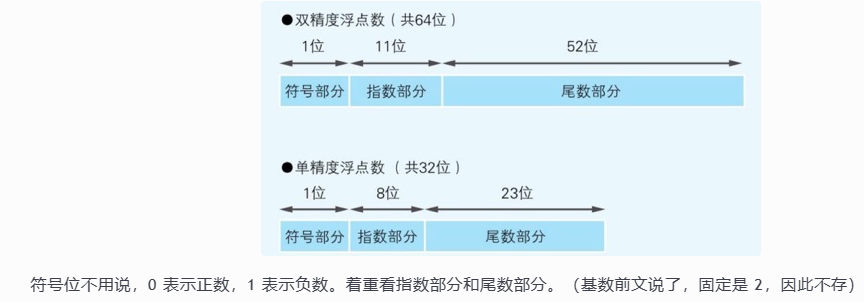 ●双精度浮点数（共64位）
1位 11位 52位
符号部分 指数部分 尾数部分
●单精度浮点数（共32位）
1位 8位 23位
符号部分 指数部分 尾数部分
符号位不用说，0 表示正数，1 表示负数。着重看指数部分和尾数部分。（基数前文说了，固定是 2，因此不存）